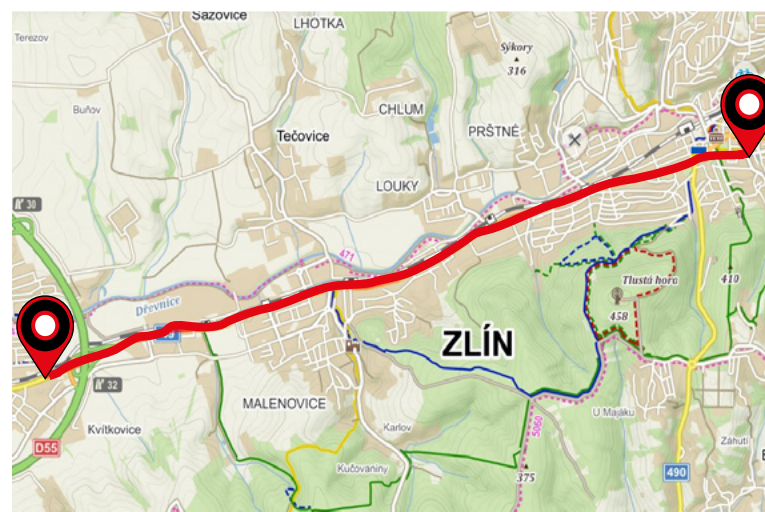 Sazovice
LHOTKA
Terezov
Sýkory
316
Buňov
CHLUM
PRŠTNÉ
Tečovice
LOUKY
30
471
Dřevnice
Tlustá hora
410
458
ZLÍN
32
MALENOVICE
U Majáku
Kvítkovice
Karlov
5060
Záhutí
D55
Kučovaniny
375
490